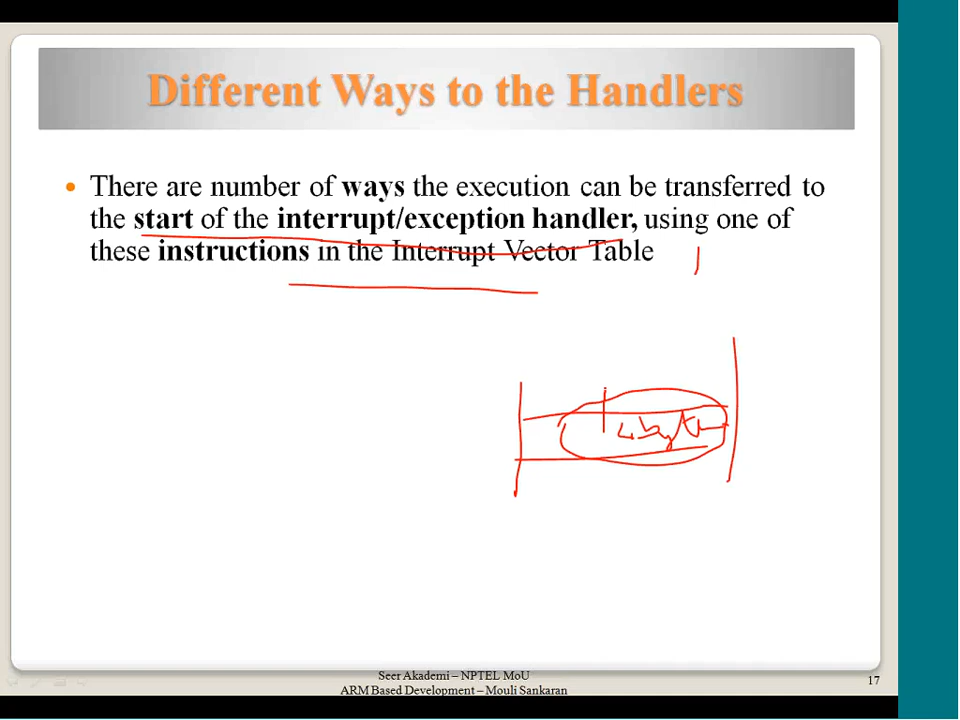 Different Ways to the Handlers
There are number of ways the execution can be transferred to
the start of the interrupt/exception handler, using one of
these instructions in the Interrupt Vector Table
4 bytes
Seer Akademi – NPTEL MoU
ARM Based Development – Mouli Sankaran
17